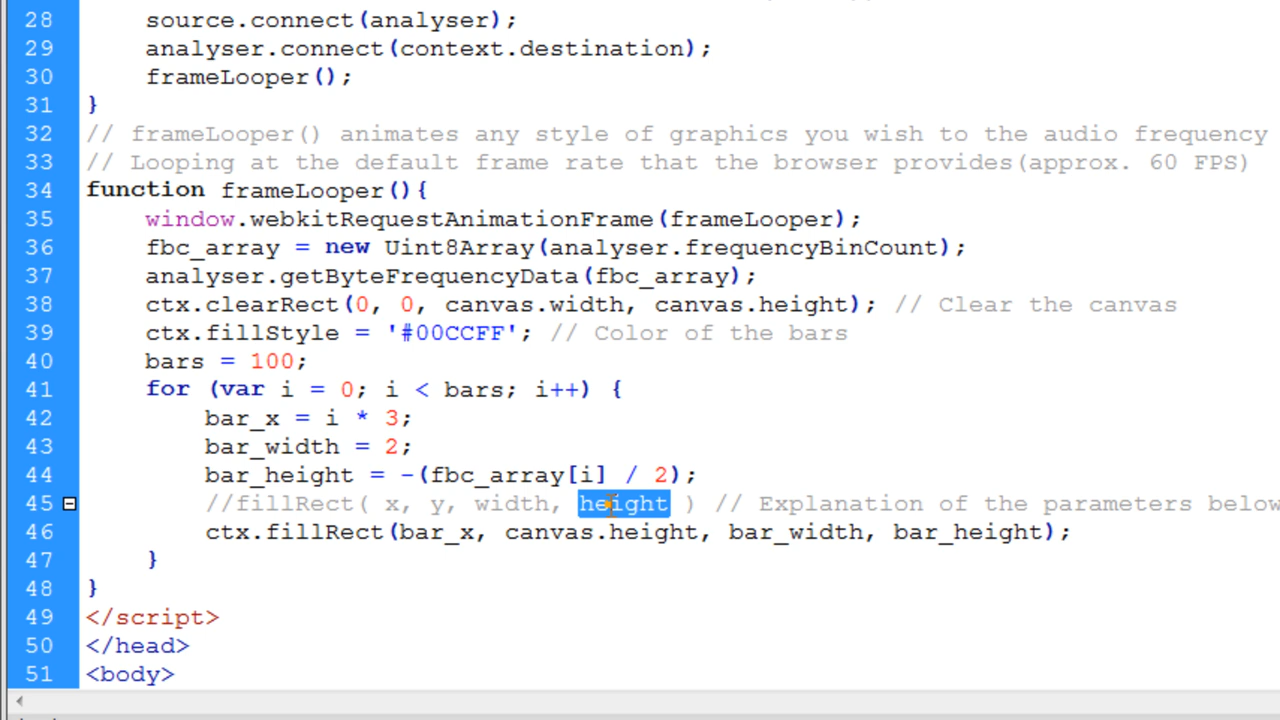 28 source.connect(analyser);
29 analyser.connect(context.destination);
30 frameLooper();
31 }
32 // frameLooper() animates any style of graphics you wish to the audio frequency
33 // Looping at the default frame rate that the browser provides(approx. 60 FPS)
34 function frameLooper(){
35 window.webkitRequestAnimationFrame(frameLooper);
36 fbc_array = new Uint8Array(analyser.frequencyBinCount);
37 analyser.getByteFrequencyData(fbc_array);
38 ctx.clearRect(0, 0, canvas.width, canvas.height); // Clear the canvas
39 ctx.fillStyle = '#00CCFF'; // Color of the bars
40 bars = 100;
41 for (var i = 0; i < bars; i++) {
42 bar_x = i * 3;
43 bar_width = 2;
44 bar_height = -(fbc_array[i] / 2);
45 //fillRect( x, y, width, height ) // Explanation of the parameters below
46 ctx.fillRect(bar_x, canvas.height, bar_width, bar_height);
47 }
48 }
49 </script>
50 </head>
51 <body>